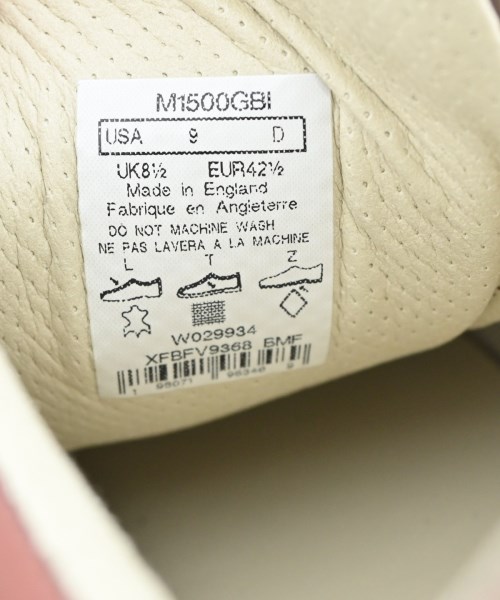 M1500GBI
USA 9 D
UK8½ EUR42½
Made in England
Fabrique en Angleterre
DO NOT MACHINE WASH
NE PAS LAVERA A LA MACHINE
L T Z
W029934
XFBFV9368 BMF